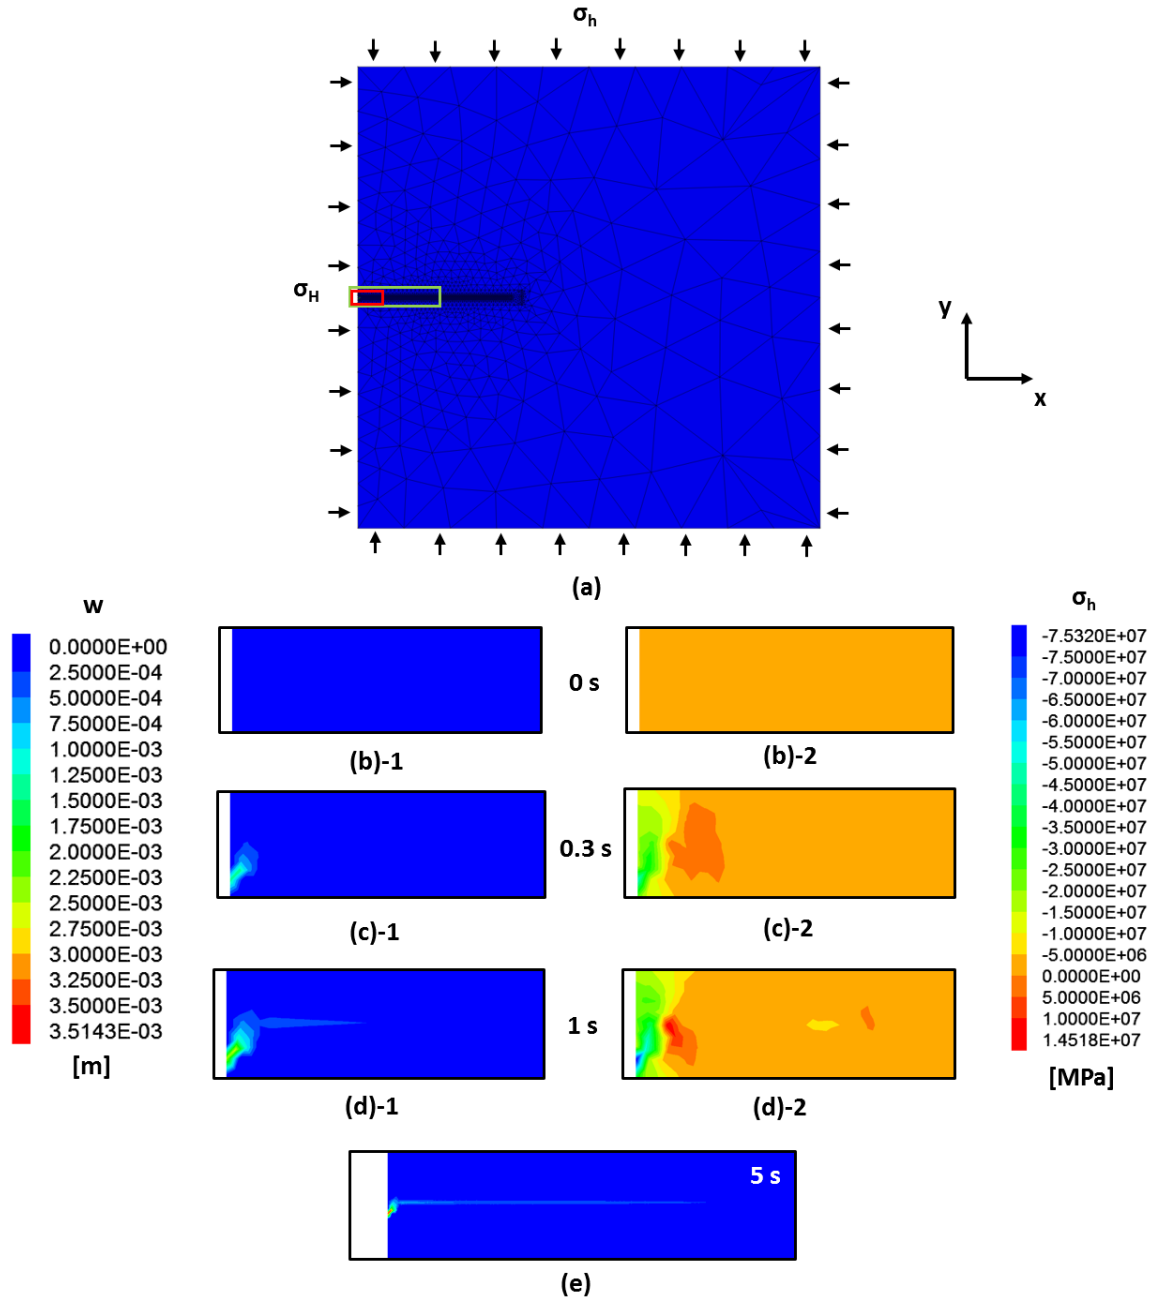 σh
σH
y
x
(a)
w
0.0000E+00
2.5000E-04
5.0000E-04
7.5000E-04
1.0000E-03
1.2500E-03
1.5000E-03
1.7500E-03
2.0000E-03
2.2500E-03
2.5000E-03
2.7500E-03
3.0000E-03
3.2500E-03
3.5000E-03
3.5143E-03
[m]
0 s
(b)-1
(b)-2
0.3 s
(c)-1
(c)-2
1 s
(d)-1
(d)-2
σh
-7.5320E+07
-7.5000E+07
-7.0000E+07
-6.5000E+07
-6.0000E+07
-5.5000E+07
-5.0000E+07
-4.5000E+07
-4.0000E+07
-3.5000E+07
-3.0000E+07
-2.5000E+07
-2.0000E+07
-1.5000E+07
-1.0000E+07
-5.0000E+06
0.0000E+00
5.0000E+06
1.0000E+07
1.4518E+07
[MPa]
5 s
(e)